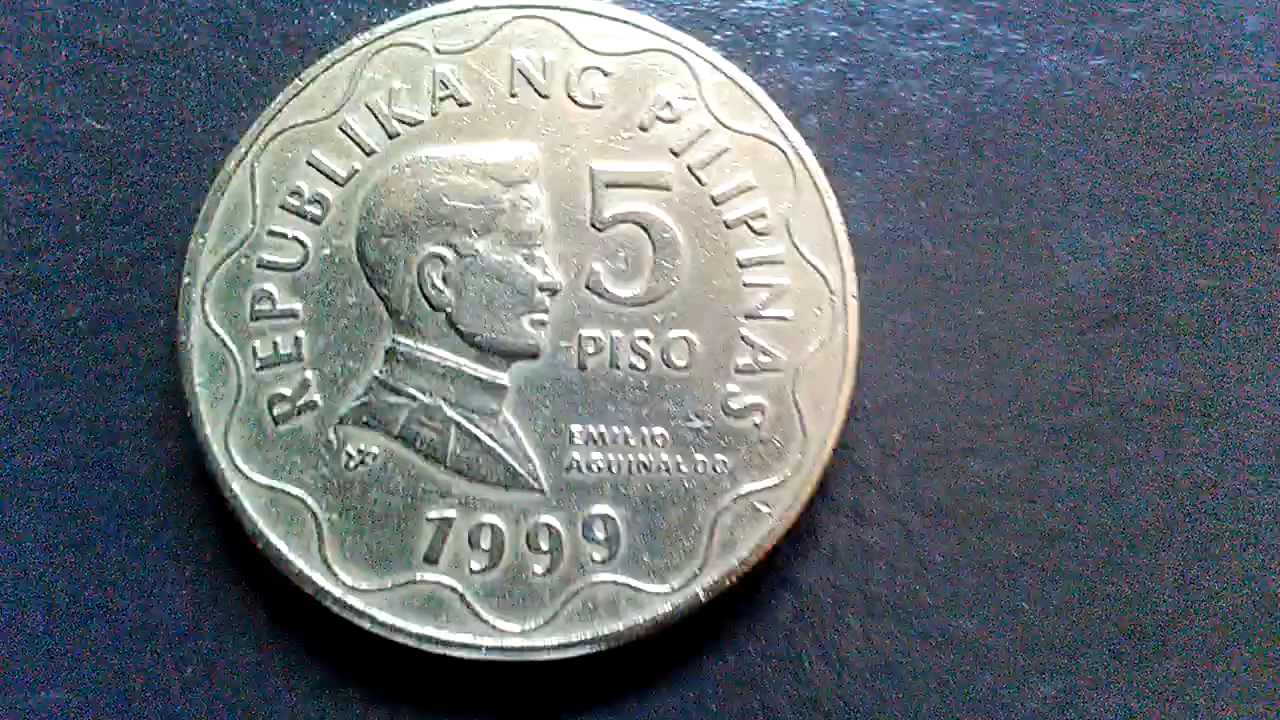 REPUBLIKA NG PILIPINAS
5
PISO
EMILIO
AGUINALDO
1999